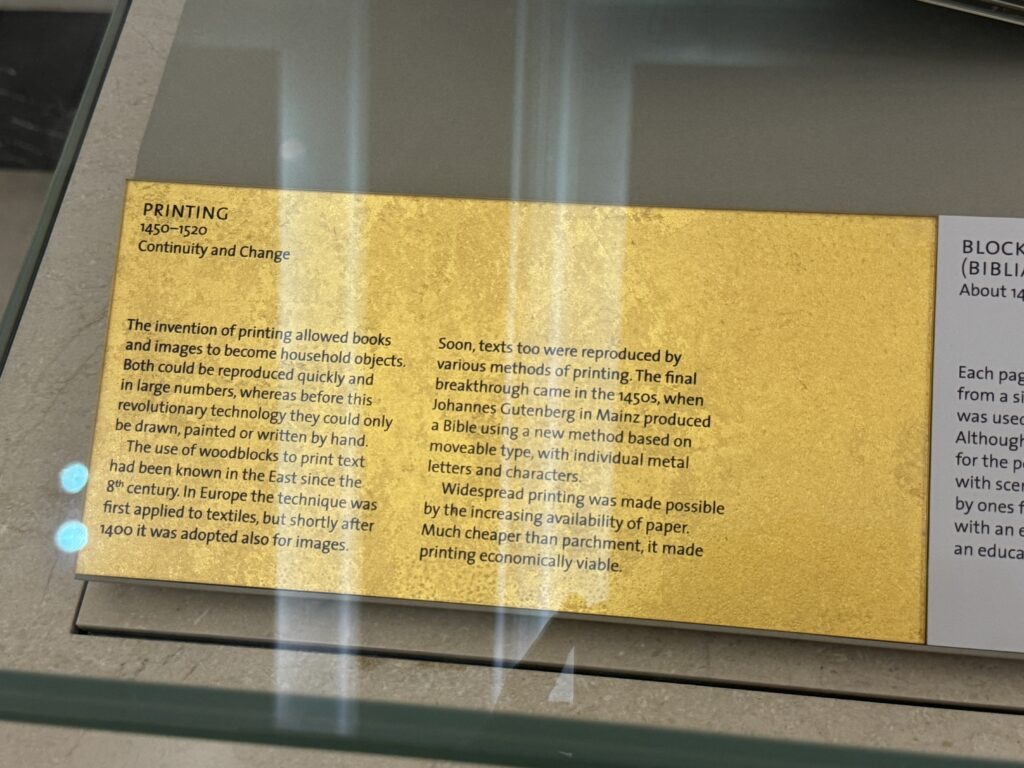 PRINTING
1450–1520
Continuity and Change
The invention of printing allowed books
and images to become household objects.
Both could be reproduced quickly and
in large numbers, whereas before this
revolutionary technology they could only
be drawn, painted or written by hand.
The use of woodblocks to print text
had been known in the East since the
8th century. In Europe the technique was
first applied to textiles, but shortly after
1400 it was adopted also for images.
Soon, texts too were reproduced by
various methods of printing. The final
breakthrough came in the 1450s, when
Johannes Gutenberg in Mainz produced
a Bible using a new method based on
moveable type, with individual metal
letters and characters.
Widespread printing was made possible
by the increasing availability of paper.
Much cheaper than parchment, it made
printing economically viable.
BLOCK
(BIBLIA
About 14
Each pag
from a si
was used
Although
for the p
with scen
by ones f
with an e
an educa